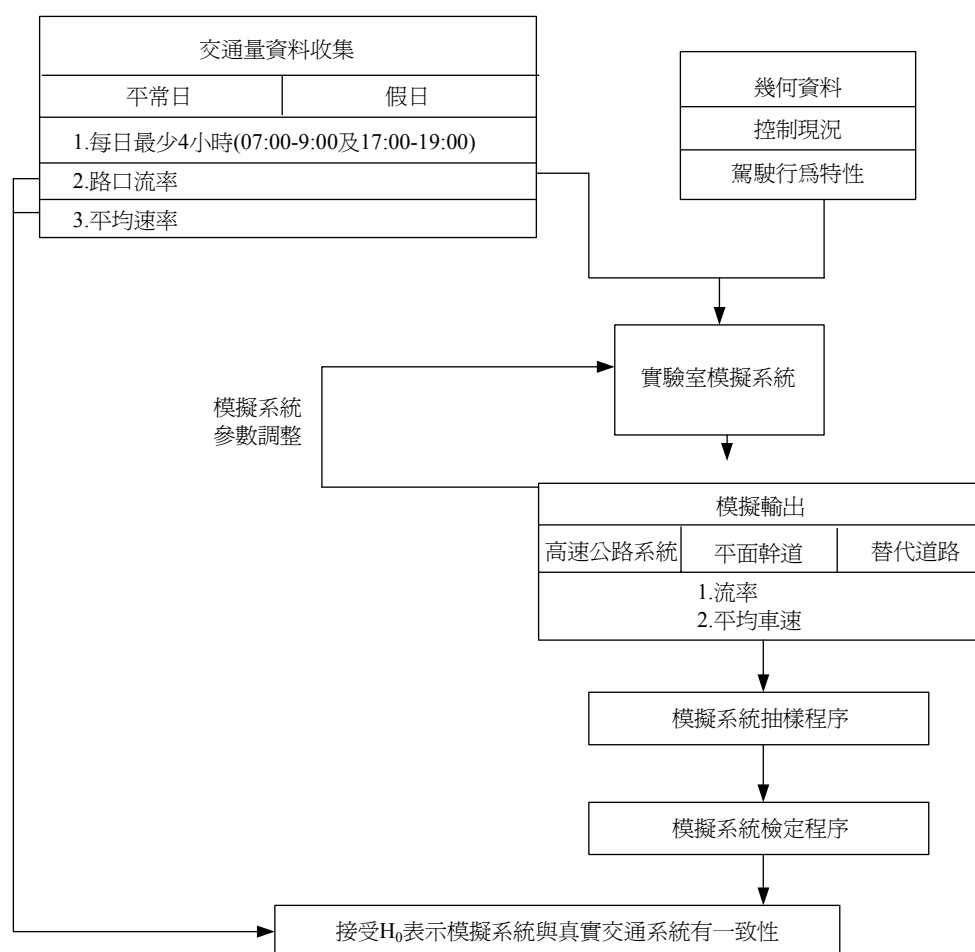 交通量資料收集
平常日
假日
1.每日最少4小時(07:00-9:00及17:00-19:00)
2.路口流率
3.平均速率
幾何資料
控制現況
駕駛行爲特性
實驗室模擬系統
模擬系統
參數調整
模擬輸出
高速公路系統
平面幹道
替代道路
1.流率
2.平均車速
模擬系統抽樣程序
模擬系統檢定程序
接受H₀表示模擬系統與真實交通系統有一致性